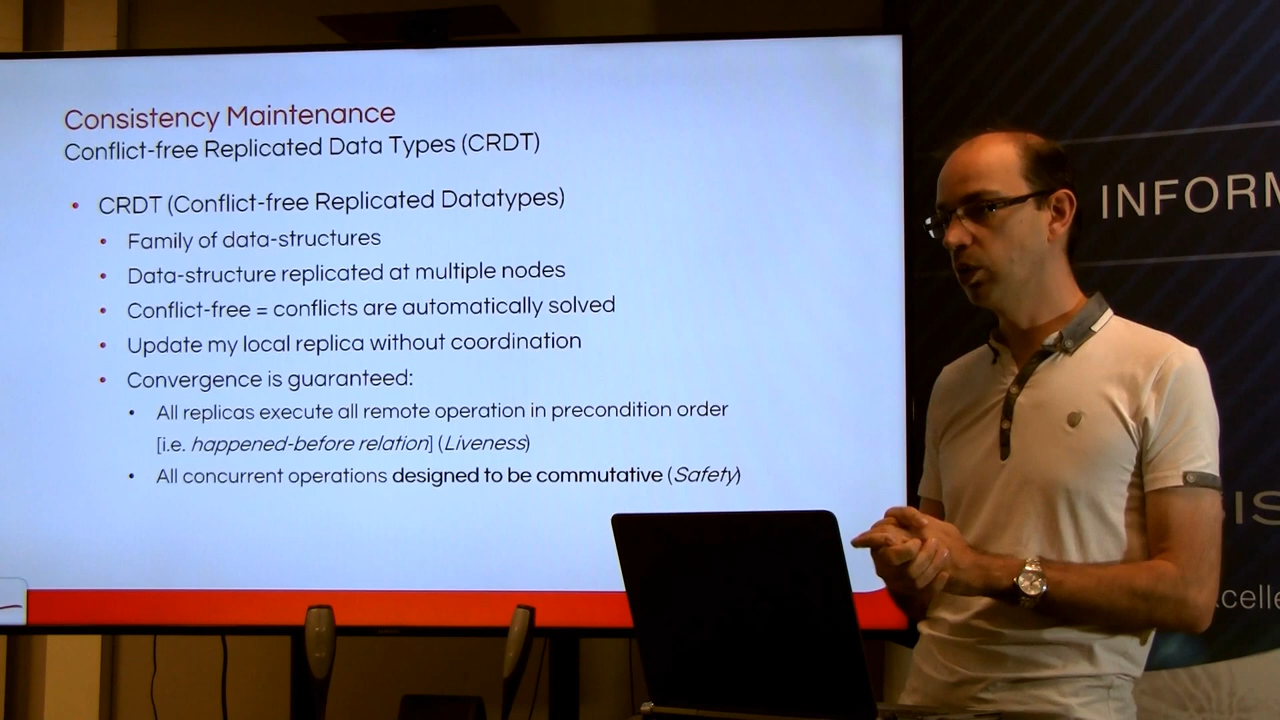 Consistency Maintenance
Conflict-free Replicated Data Types (CRDT)
• CRDT (Conflict-free Replicated Datatypes)
• Family of data-structures
• Data-structure replicated at multiple nodes
• Conflict-free = conflicts are automatically solved
• Update my local replica without coordination
• Convergence is guaranteed:
• All replicas execute all remote operation in precondition order
[i.e. happened-before relation] (Liveness)
• All concurrent operations designed to be commutative (Safety)
INFORM